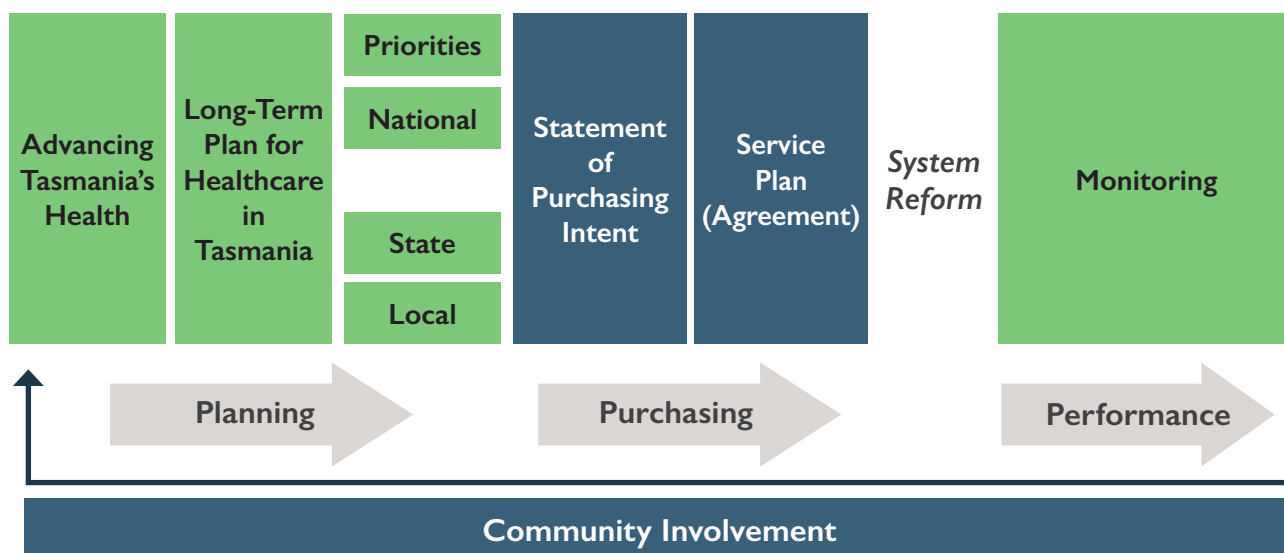 Advancing
Tasmania's
Health
Long-Term
Plan for
Healthcare
in
Tasmania
Priorities
National
State
Local
Statement
of
Purchasing
Intent
Service
Plan
(Agreement)
System
Reform
Monitoring
Planning
Purchasing
Performance
Community Involvement